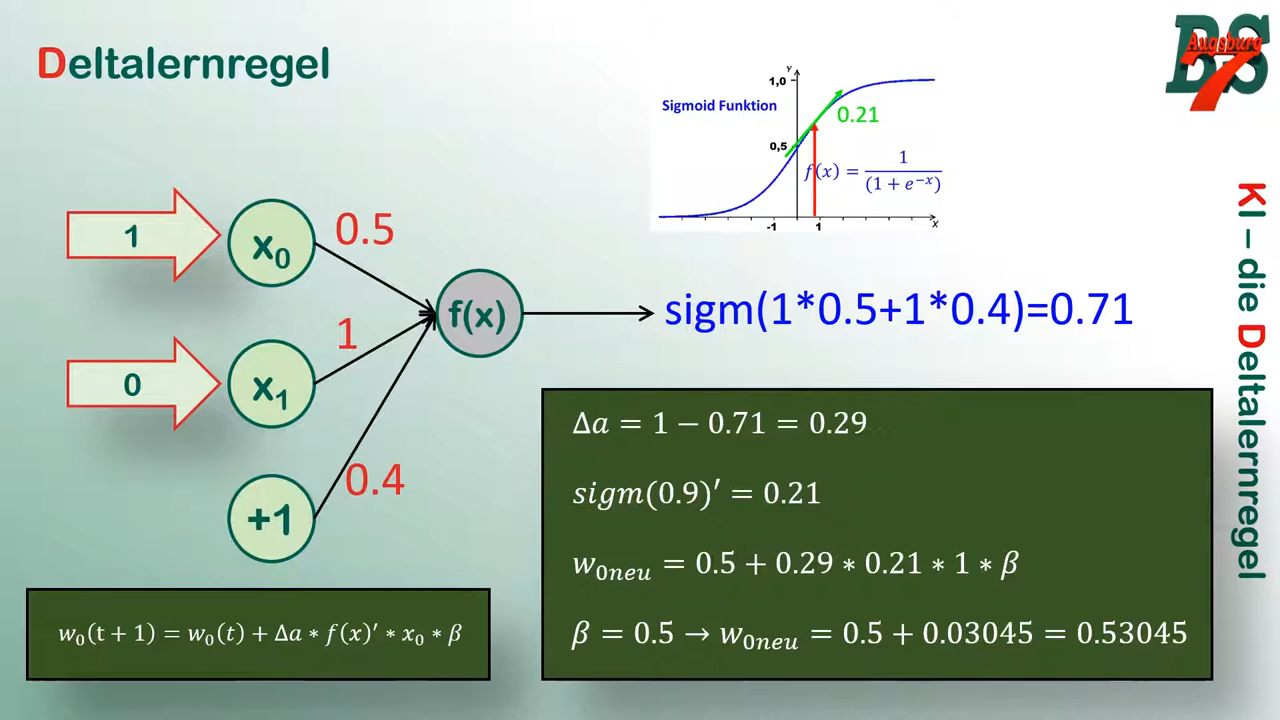 Deltalernregel
BS7
Augsburg
Y
1,0
Sigmoid Funktion
0.21
0,5
f(x) = 1/(1 + e^{-x})
-1
1
X
1
x₀
0.5
f(x)
sigm(1*0.5+1*0.4)=0.71
1
0
x₁
0.4
+1
w₀(t + 1) = w₀(t) + Δa * f(x)′ * x₀ * β
Δa = 1 − 0.71 = 0.29
sigm(0.9)′ = 0.21
w₀ₙₑᵤ = 0.5 + 0.29 * 0.21 * 1 * β
β = 0.5 → w₀ₙₑᵤ = 0.5 + 0.03045 = 0.53045
KI – die Deltalernregel